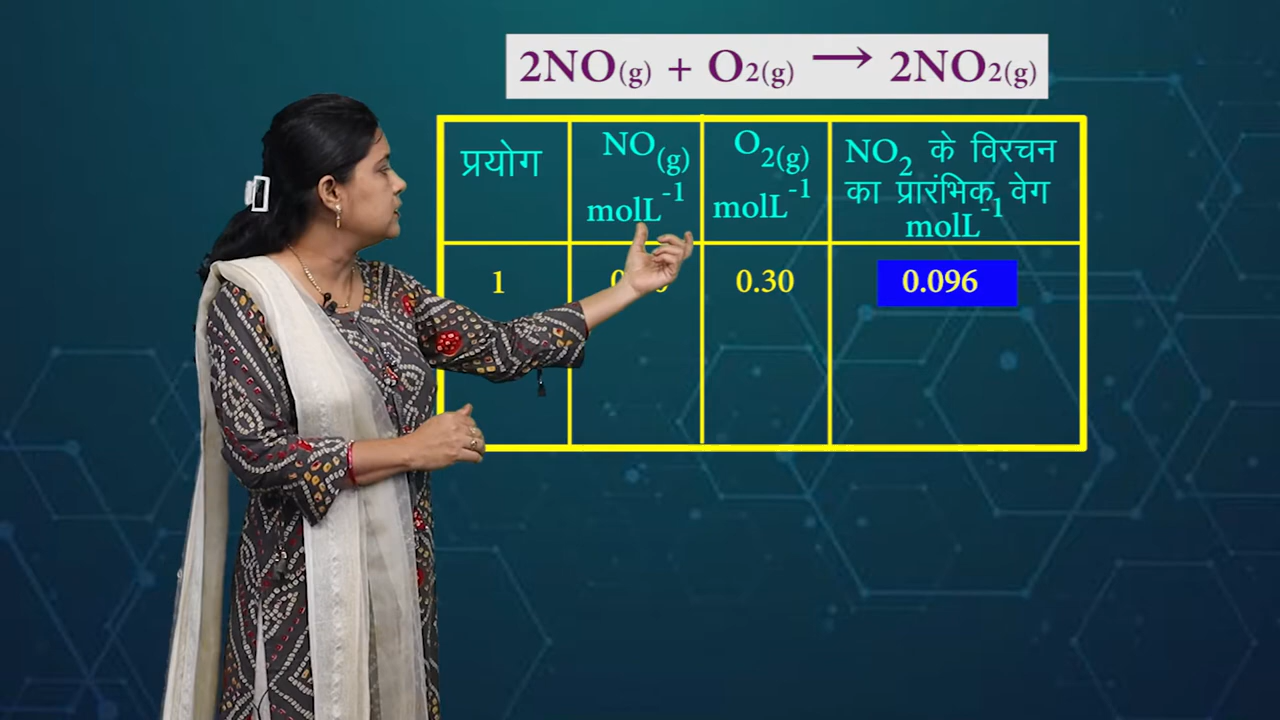 2NO(g) + O2(g) → 2NO2(g)
प्रयोग
NO(g)
molL-1
O2(g)
molL-1
NO2 के विरचन
का प्रारंभिक वेग
molL-1
1
0.30
0.096